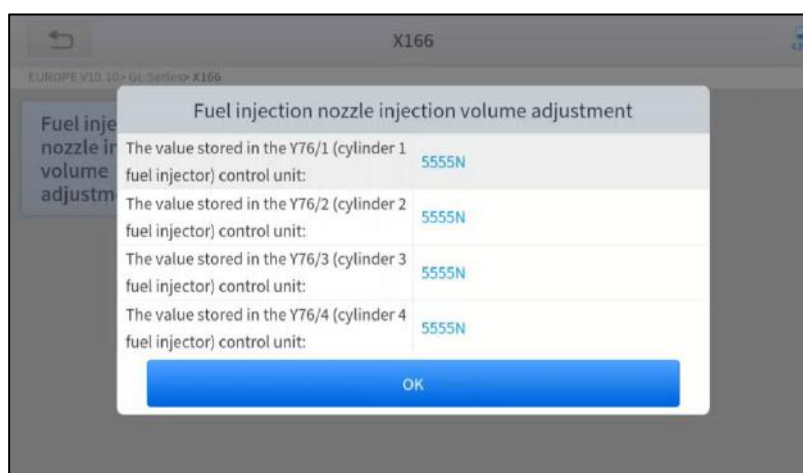 X166
EUROPE V10.10> GL Series> X166
Fuel inje
nozzle in
volume
adjustm
Fuel injection nozzle injection volume adjustment
The value stored in the Y76/1 (cylinder 1
fuel injector) control unit:
5555N
The value stored in the Y76/2 (cylinder 2
fuel injector) control unit:
5555N
The value stored in the Y76/3 (cylinder 3
fuel injector) control unit:
5555N
The value stored in the Y76/4 (cylinder 4
fuel injector) control unit:
5555N
OK